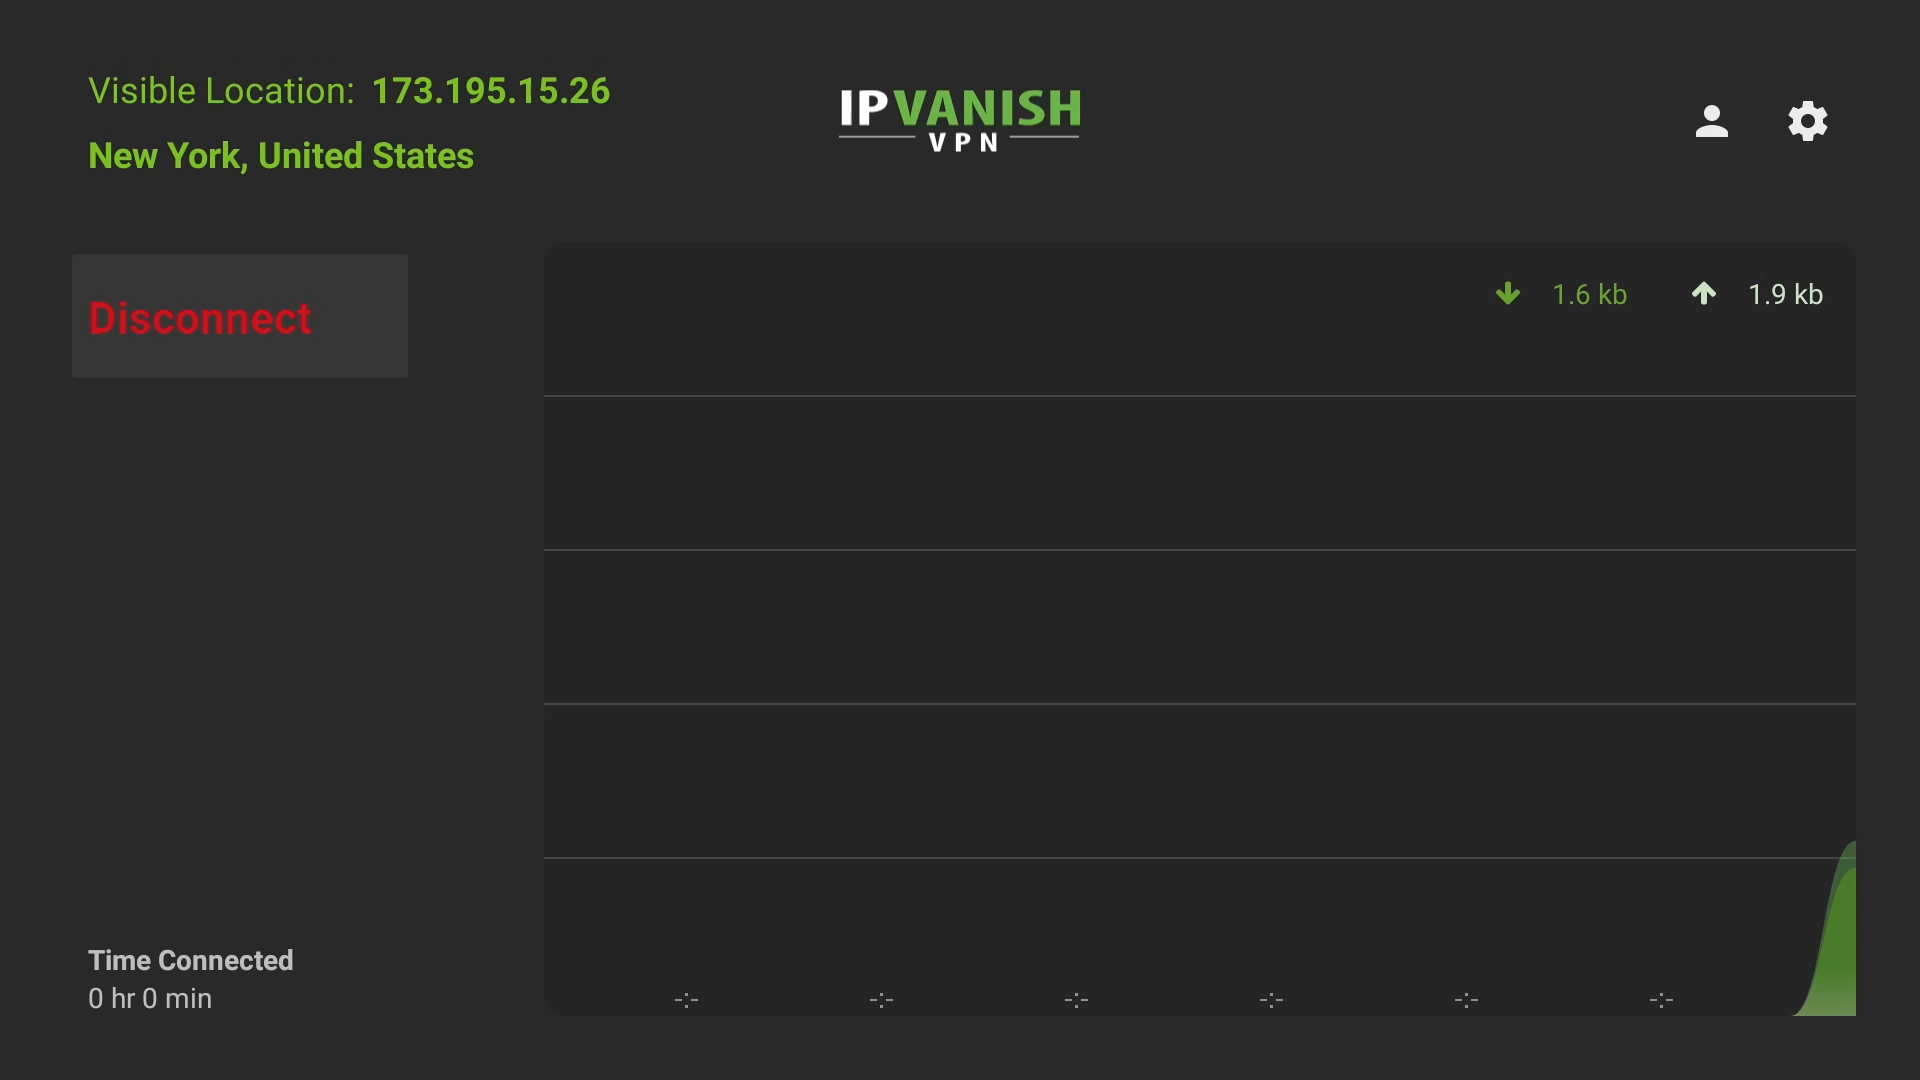 Visible Location: 173.195.15.26
New York, United States
IPVANISH
VPN
Disconnect
1.6 kb
1.9 kb
Time Connected
0 hr 0 min
-:- -:- -:- -:- -:- -:-